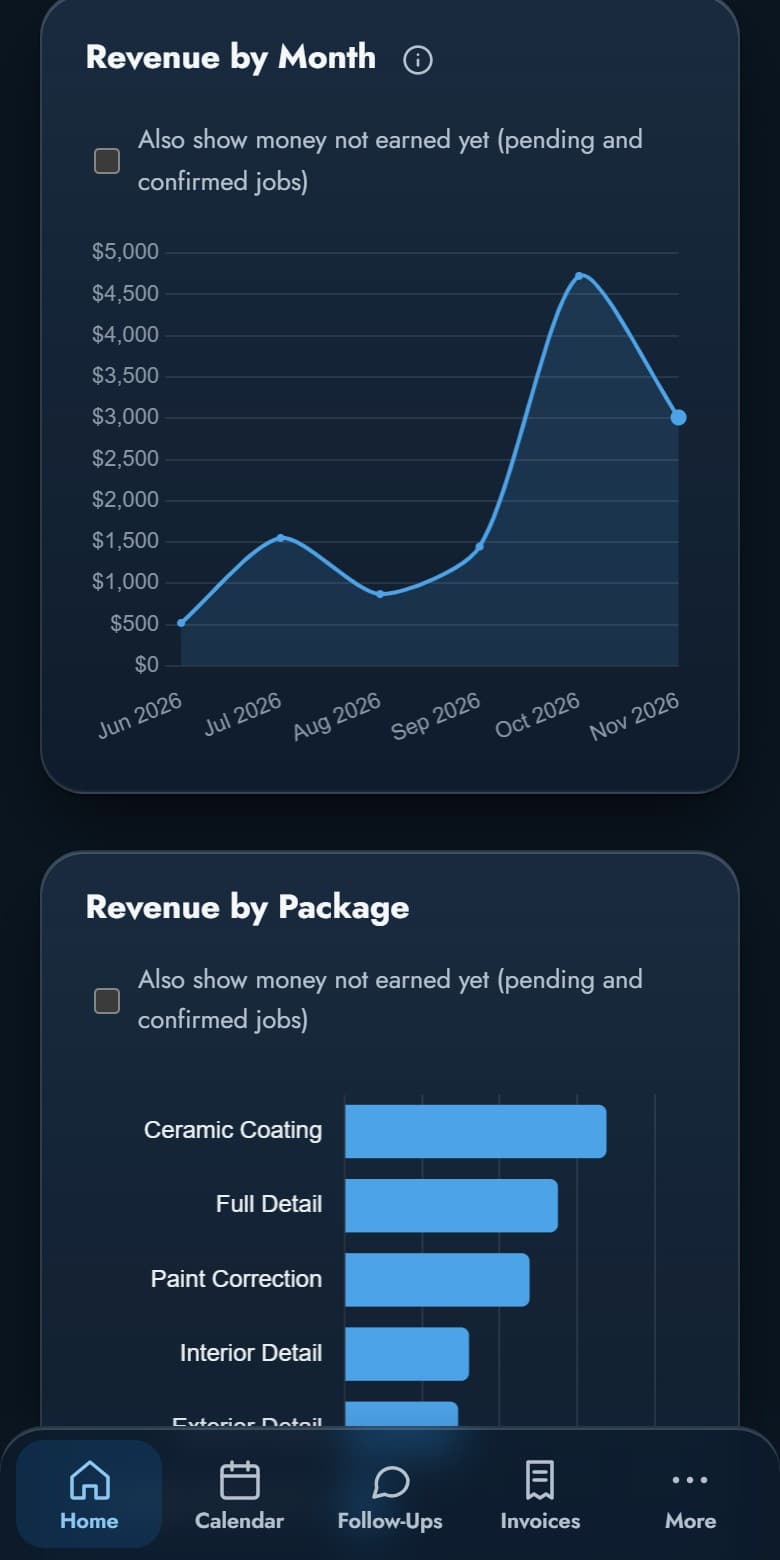 Revenue by Month
Also show money not earned yet (pending and
confirmed jobs)
$5,000
$4,500
$4,000
$3,500
$3,000
$2,500
$2,000
$1,500
$1,000
$500
$0
Jun 2026
Jul 2026
Aug 2026
Sep 2026
Oct 2026
Nov 2026
Revenue by Package
Also show money not earned yet (pending and
confirmed jobs)
Ceramic Coating
Full Detail
Paint Correction
Interior Detail
Exterior Detail
Home
Calendar
Follow-Ups
Invoices
More